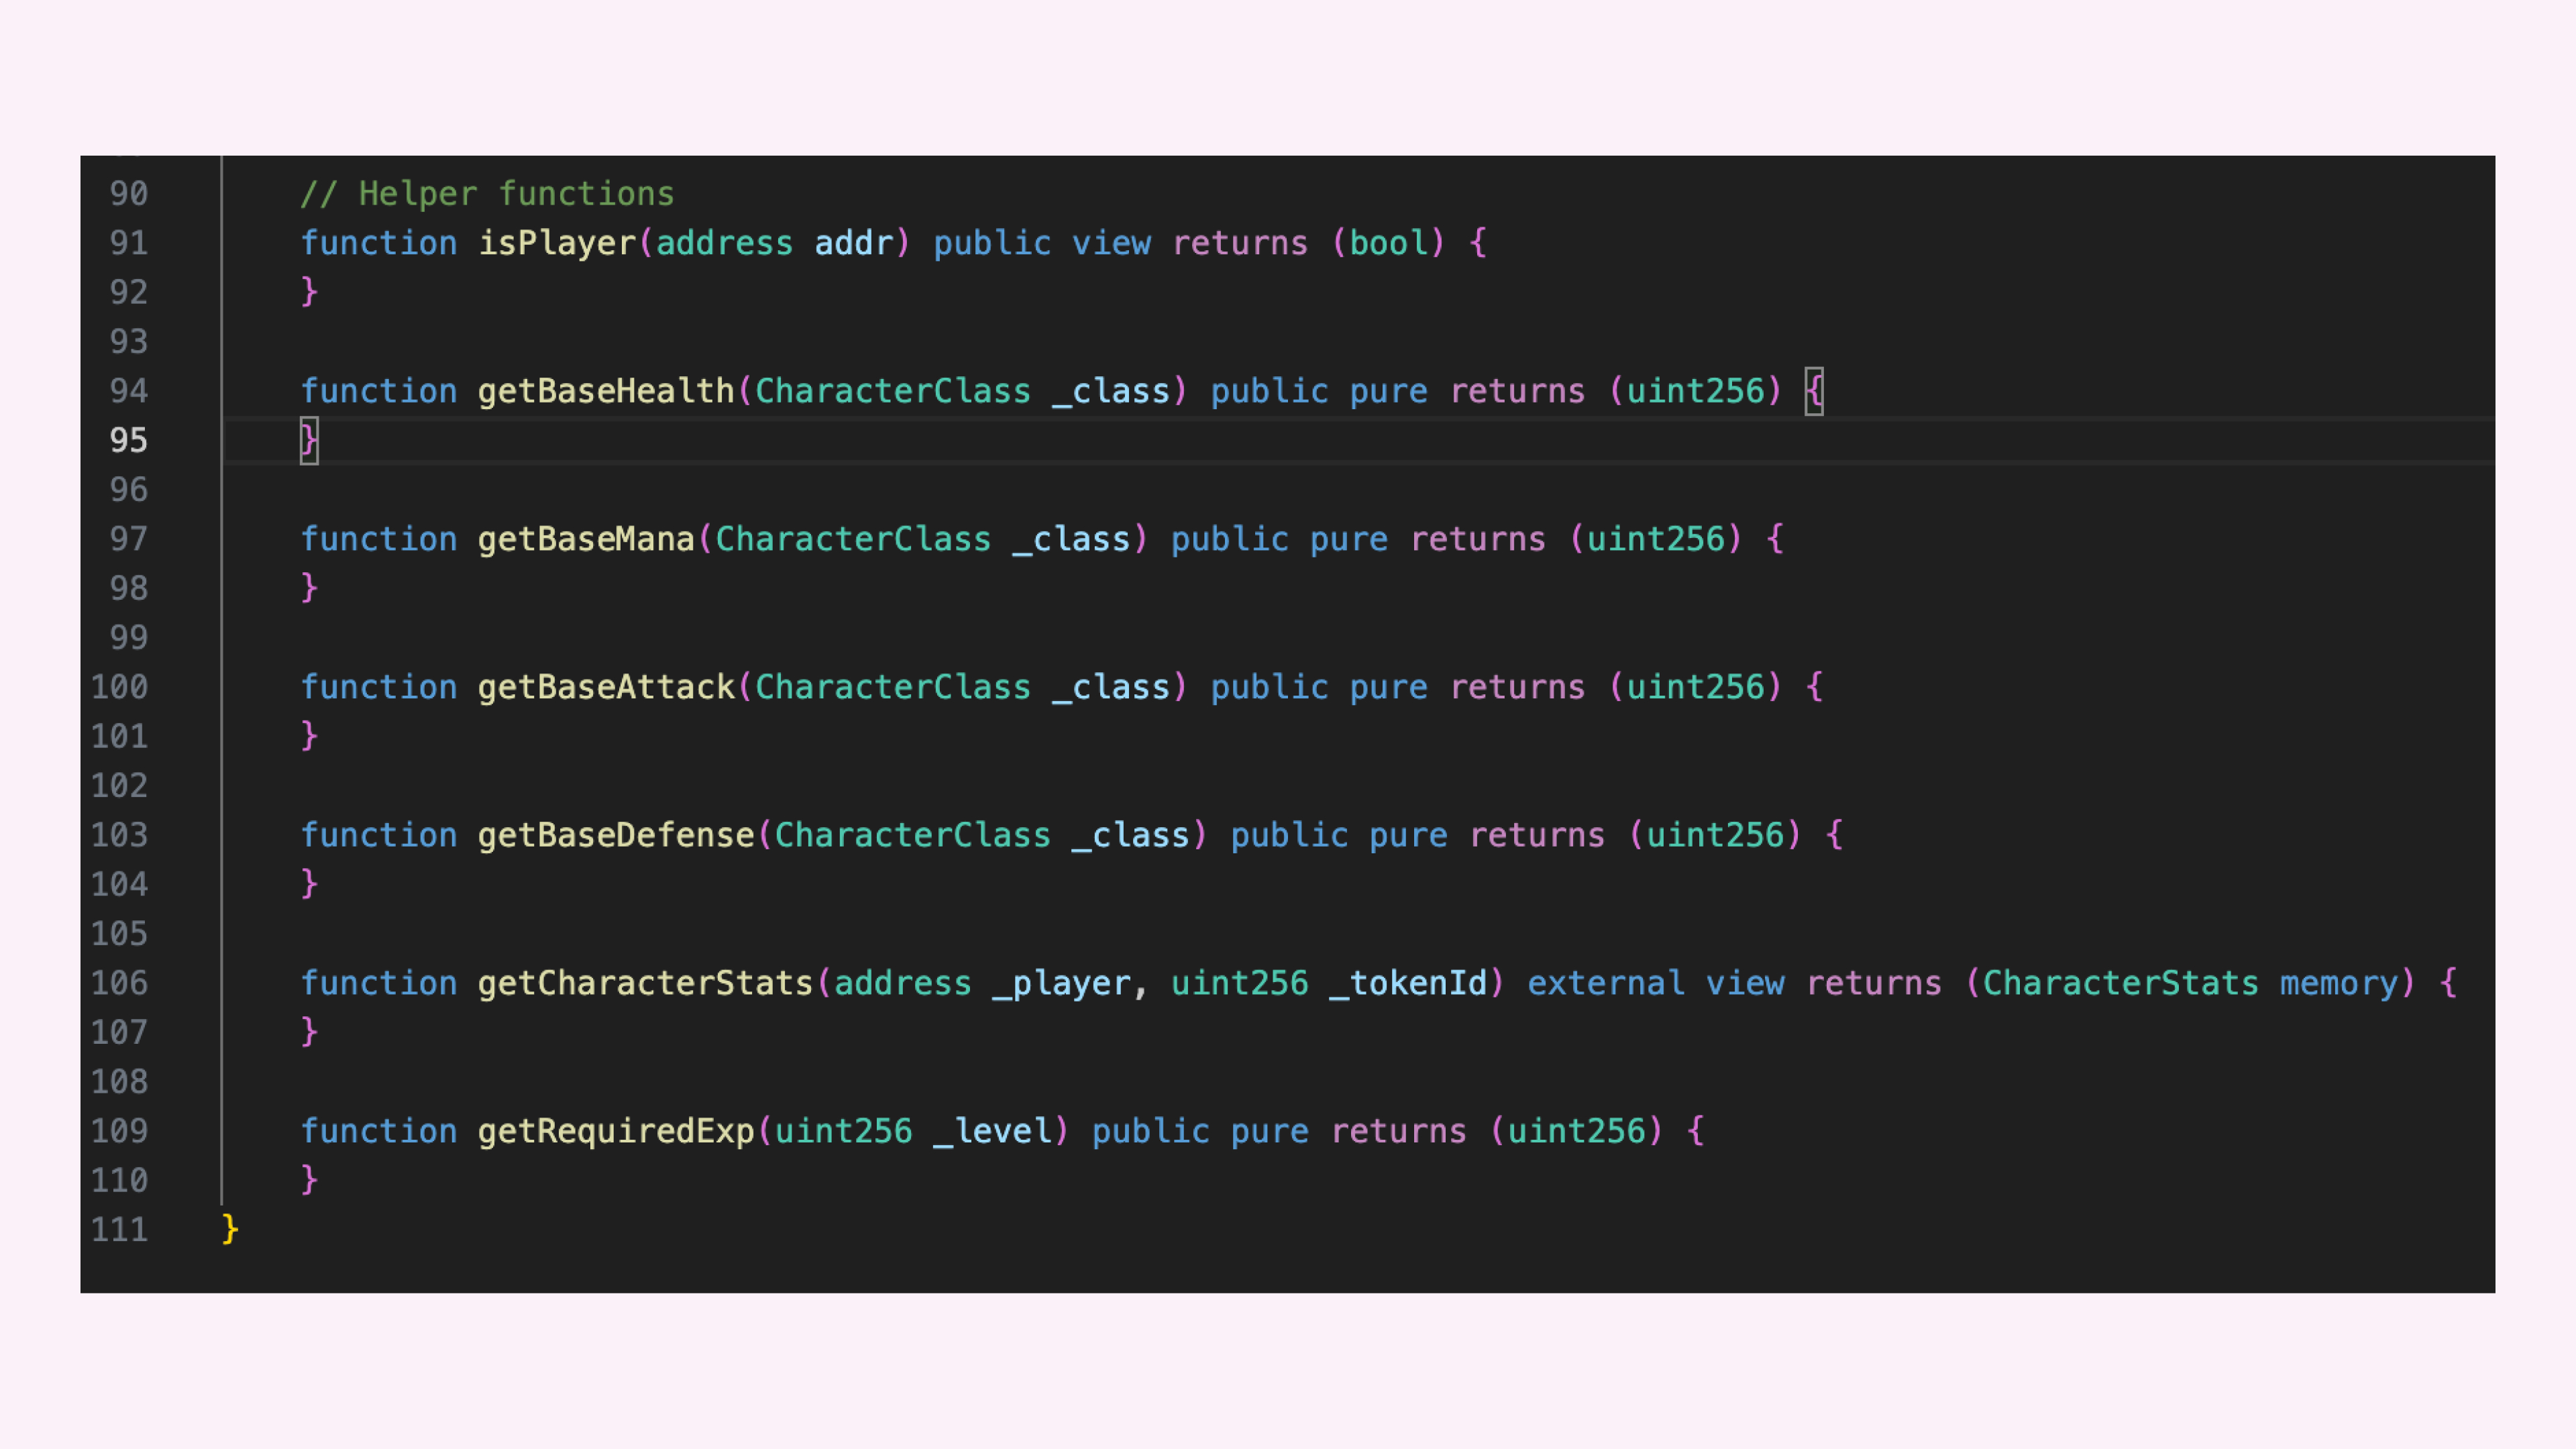 90 // Helper functions
91 function isPlayer(address addr) public view returns (bool) {
92 }
93
94 function getBaseHealth(CharacterClass _class) public pure returns (uint256) {
95 }
96
97 function getBaseMana(CharacterClass _class) public pure returns (uint256) {
98 }
99
100 function getBaseAttack(CharacterClass _class) public pure returns (uint256) {
101 }
102
103 function getBaseDefense(CharacterClass _class) public pure returns (uint256) {
104 }
105
106 function getCharacterStats(address _player, uint256 _tokenId) external view returns (CharacterStats memory) {
107 }
108
109 function getRequiredExp(uint256 _level) public pure returns (uint256) {
110 }
111 }